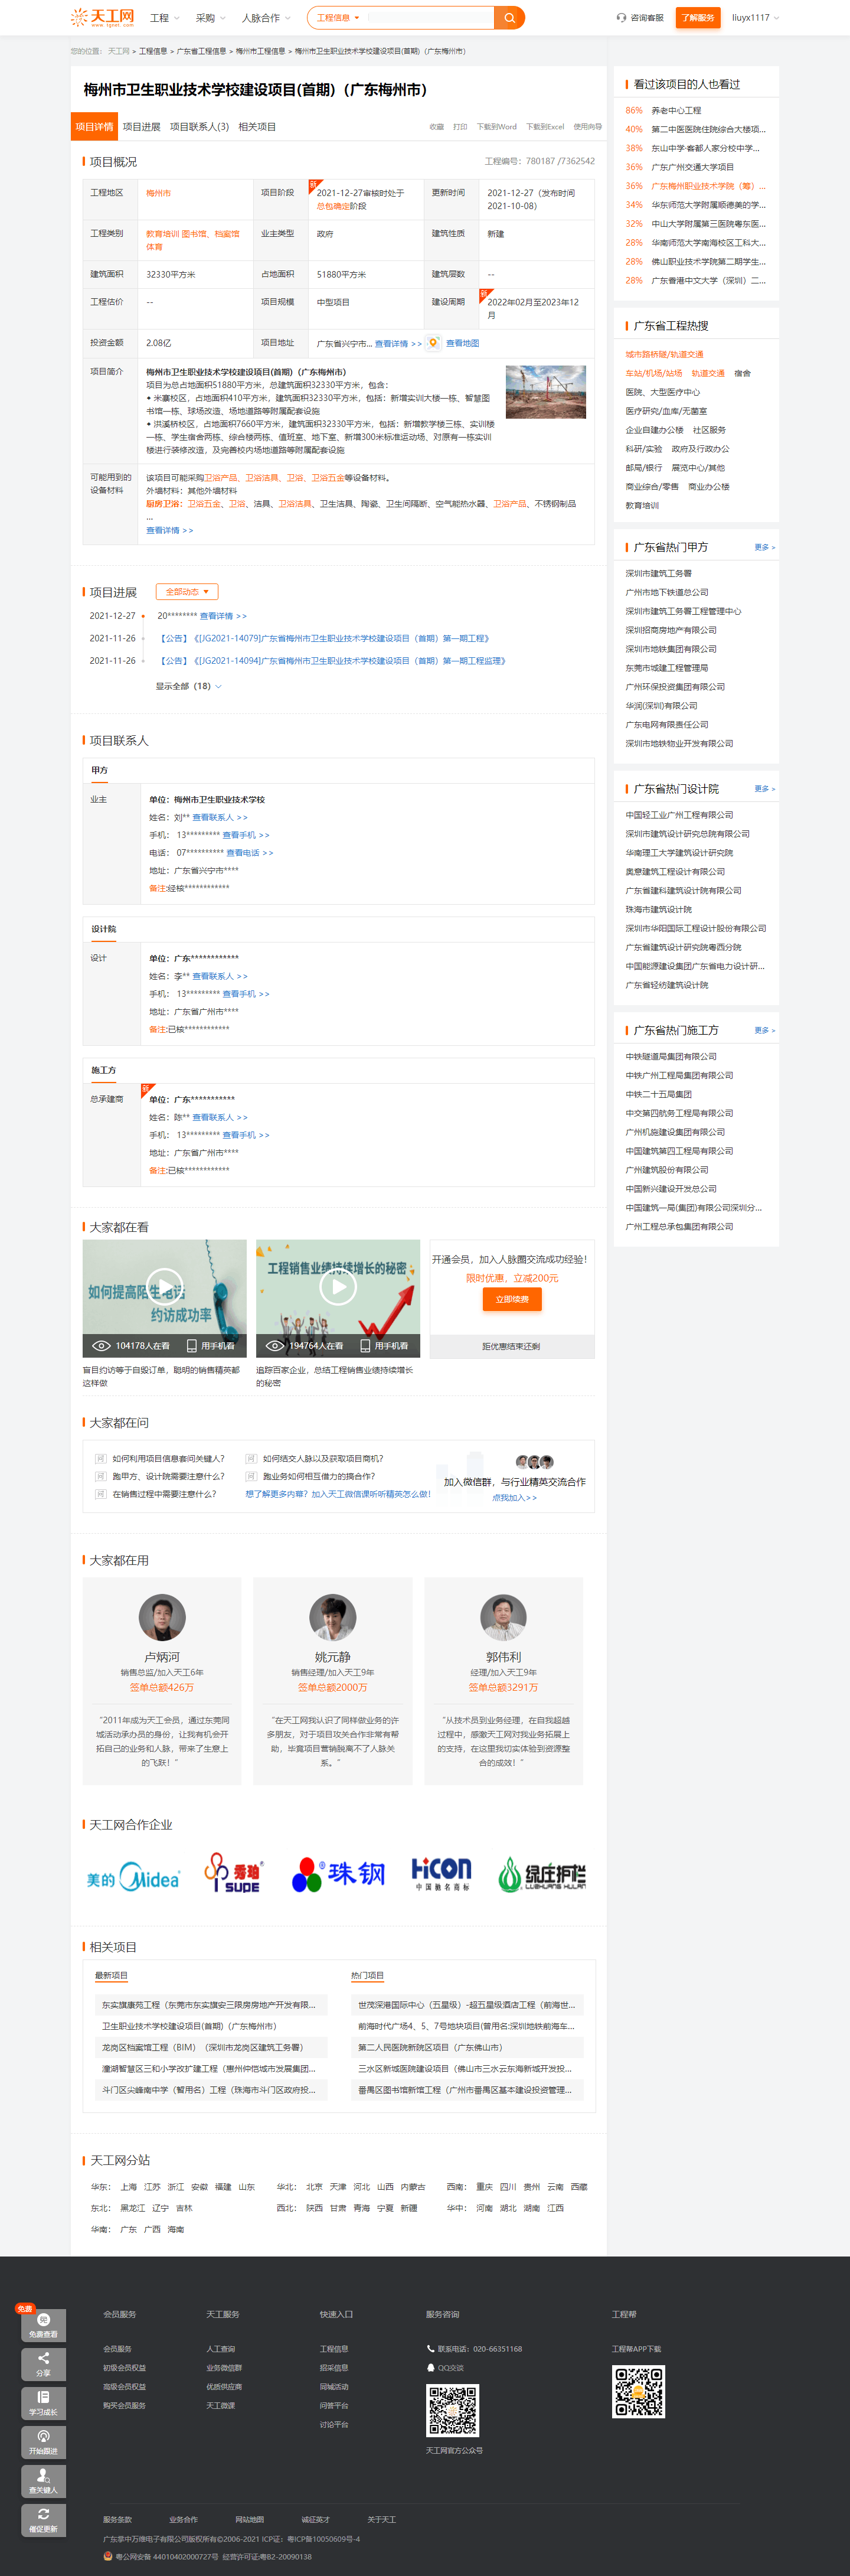 天工网
www.tgnet.com
工程 采购 人脉合作 工程信息 咨询客服 了解服务 liuyx1117
您的位置: 天工网 > 工程信息 > 广东省工程信息 > 梅州市工程信息 > 梅州市卫生职业技术学校建设项目(首期)（广东梅州市）
梅州市卫生职业技术学校建设项目(首期)（广东梅州市）
项目详情 项目进展 项目联系人(3) 相关项目 收藏 打印 下载到Word 下载到Excel 使用向导
项目概况 工程编号：780187 /7362542
工程地区 梅州市 项目阶段 2021-12-27审核时处于总包确定阶段 更新时间 2021-12-27（发布时间2021-10-08）
工程类别 教育培训 图书馆、档案馆 体育 业主类型 政府 建筑性质 新建
建筑面积 32330平方米 占地面积 51880平方米 建筑层数 --
工程估价 -- 项目规模 中型项目 建设周期 2022年02月至2023年12月
投资金额 2.08亿 项目地址 广东省兴宁市... 查看详情 >> 查看地图
项目简介 梅州市卫生职业技术学校建设项目(首期)（广东梅州市）
项目为总占地面积51880平方米，总建筑面积32330平方米，包含：
• 米寨校区，占地面积410平方米，建筑面积32330平方米，包括：新增实训大楼一栋、智慧图
书馆一栋、球场改造、场地道路等附属配套设施
• 洪溪桥校区，占地面积7660平方米，建筑面积32330平方米，包括：新增教学楼三栋、实训楼
一栋、学生宿舍两栋、综合楼两栋、值班室、地下室、新增300米标准运动场、对原有一栋实训
楼进行装修改造，及完善校内场地道路等附属配套设施
可能用到的设备材料 该项目可能采购卫浴产品、卫浴洁具、卫浴、卫浴五金等设备材料。
外墙材料：其他外墙材料
厨房卫浴：卫浴五金、卫浴、洁具、卫浴洁具、卫生洁具、陶瓷、卫生间隔断、空气能热水器、卫浴产品、不锈钢制品
...
查看详情 >>
项目进展 全部动态
2021-12-27 20******** 查看详情 >>
2021-11-26 【公告】《[JG2021-14079]广东省梅州市卫生职业技术学校建设项目（首期）第一期工程》
2021-11-26 【公告】《[JG2021-14094]广东省梅州市卫生职业技术学校建设项目（首期）第一期工程监理》
显示全部（18）
项目联系人
甲方
业主 单位：梅州市卫生职业技术学校
姓名：刘** 查看联系人 >>
手机： 13********* 查看手机 >>
电话： 07********** 查看电话 >>
地址：广东省兴宁市****
备注:经核************
设计院
设计 单位：广东************
姓名：李** 查看联系人 >>
手机： 13********* 查看手机 >>
地址：广东省广州市****
备注:已核************
施工方
总承建商 单位：广东***********
姓名：陈** 查看联系人 >>
手机： 13********* 查看手机 >>
地址：广东省广州市****
备注:已核************
大家都在看
如何提高陌生电话
约访成功率
104178人在看 用手机看
盲目约访等于自毁订单，聪明的销售精英都这样做
工程销售业绩持续增长的秘密
194764人在看 用手机看
追踪百家企业，总结工程销售业绩持续增长的秘密
开通会员，加入人脉圈交流成功经验！
限时优惠，立减200元
立即续费
距优惠结束还剩
大家都在问
问 如何利用项目信息套间关键人？ 问 如何结交人脉以及获取项目商机？
问 跑甲方、设计院需要注意什么？ 问 跑业务如何相互借力的搞合作？
问 在销售过程中需要注意什么？ 想了解更多内幕？加入天工微信课听听精英怎么做！
加入微信群，与行业精英交流合作
点我加入>>
大家都在用
卢炳河
销售总监/加入天工6年
签单总额426万
“2011年成为天工会员，通过东莞同
城活动承办员的身份，让我有机会开
拓自己的业务和人脉，带来了生意上
的飞跃！”
姚元静
销售经理/加入天工9年
签单总额2000万
“在天工网我认识了同样做业务的许
多朋友，对于项目攻关合作非常有帮
助，毕竟项目营销脱离不了人脉关
系。”
郭伟利
经理/加入天工9年
签单总额3291万
“从技术员到业务经理，在自我超越
过程中，感激天工网对我业务拓展上
的支持，在这里我切实体验到资源整
合的成效！”
天工网合作企业
美的 Midea 秀珀 SUPE 珠钢 HICON 中国驰名商标 绿庄护栏 LUSHUANG HULAN
相关项目
最新项目 热门项目
东实旗康苑工程（东莞市东实旗安三限房房地产开发有限... 世茂深港国际中心（五星级）-超五星级酒店工程（前海世...
卫生职业技术学校建设项目(首期)（广东梅州市） 前海时代广场4、5、7号地块项目(曾用名:深圳地铁前海车...
龙岗区档案馆工程（BIM）（深圳市龙岗区建筑工务署） 第二人民医院新院区项目（广东佛山市）
潼湖智慧区三和小学改扩建工程（惠州仲恺城市发展集团... 三水区新城医院建设项目（佛山市三水云东海新城开发投...
斗门区尖峰南中学（暂用名）工程（珠海市斗门区政府投... 番禺区图书馆新馆工程（广州市番禺区基本建设投资管理...
天工网分站
华东： 上海 江苏 浙江 安徽 福建 山东 华北： 北京 天津 河北 山西 内蒙古 西南： 重庆 四川 贵州 云南 西藏
东北： 黑龙江 辽宁 吉林 西北： 陕西 甘肃 青海 宁夏 新疆 华中： 河南 湖北 湖南 江西
华南： 广东 广西 海南
看过该项目的人也看过
86% 养老中心工程
40% 第二中医医院住院综合大楼项...
38% 东山中学·客都人家分校中学...
36% 广东广州交通大学项目
36% 广东梅州职业技术学院（筹）...
34% 华东师范大学附属顺德美的学...
32% 中山大学附属第三医院粤东医...
28% 华南师范大学南海校区工科大...
28% 佛山职业技术学院第二期学生...
28% 广东香港中文大学（深圳）二...
广东省工程热搜
城市路桥隧/轨道交通
车站/机场/站场 轨道交通 宿舍
医院、大型医疗中心
医疗研究/血库/无菌室
企业自建办公楼 社区服务
科研/实验 政府及行政办公
邮局/银行 展览中心/其他
商业综合/零售 商业办公楼
教育培训
广东省热门甲方 更多 >
深圳市建筑工务署
广州市地下铁道总公司
深圳市建筑工务署工程管理中心
深圳招商房地产有限公司
深圳市地铁集团有限公司
东莞市城建工程管理局
广州环保投资集团有限公司
华润(深圳)有限公司
广东电网有限责任公司
深圳市地铁物业开发有限公司
广东省热门设计院 更多 >
中国轻工业广州工程有限公司
深圳市建筑设计研究总院有限公司
华南理工大学建筑设计研究院
奥意建筑工程设计有限公司
广东省建科建筑设计院有限公司
珠海市建筑设计院
深圳市华阳国际工程设计股份有限公司
广东省建筑设计研究院粤西分院
中国能源建设集团广东省电力设计研...
广东省轻纺建筑设计院
广东省热门施工方 更多 >
中铁隧道局集团有限公司
中铁广州工程局集团有限公司
中铁二十五局集团
中交第四航务工程局有限公司
广州机施建设集团有限公司
中国建筑第四工程局有限公司
广州建筑股份有限公司
中国新兴建设开发总公司
中国建筑一局(集团)有限公司深圳分...
广州工程总承包集团有限公司
免费
免费查看
分享
学习成长
开始跟进
查关键人
催促更新
会员服务 天工服务 快速入口 服务咨询 工程帮
会员服务 人工查询 工程信息 联系电话：020-66351168 工程帮APP下载
初级会员权益 业务微信群 招采信息 QQ交谈
高级会员权益 优质供应商 同城活动
购买会员服务 天工微课 问答平台
讨论平台
天工网官方公众号
服务条款 业务合作 网站地图 诚征英才 关于天工
广东掌中万维电子有限公司版权所有©2006-2021 ICP证：粤ICP备10050609号-4
粤公网安备 44010402000727号 经营许可证:粤B2-20090138